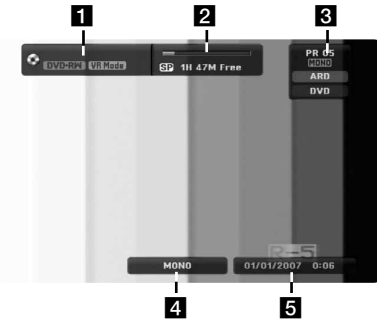 1 2 3
DVD-RW VR Mode
SP 1H 47M Free
PR 05
MONO
ARD
DVD
R-5
MONO
01/01/2007 0:06
4 5